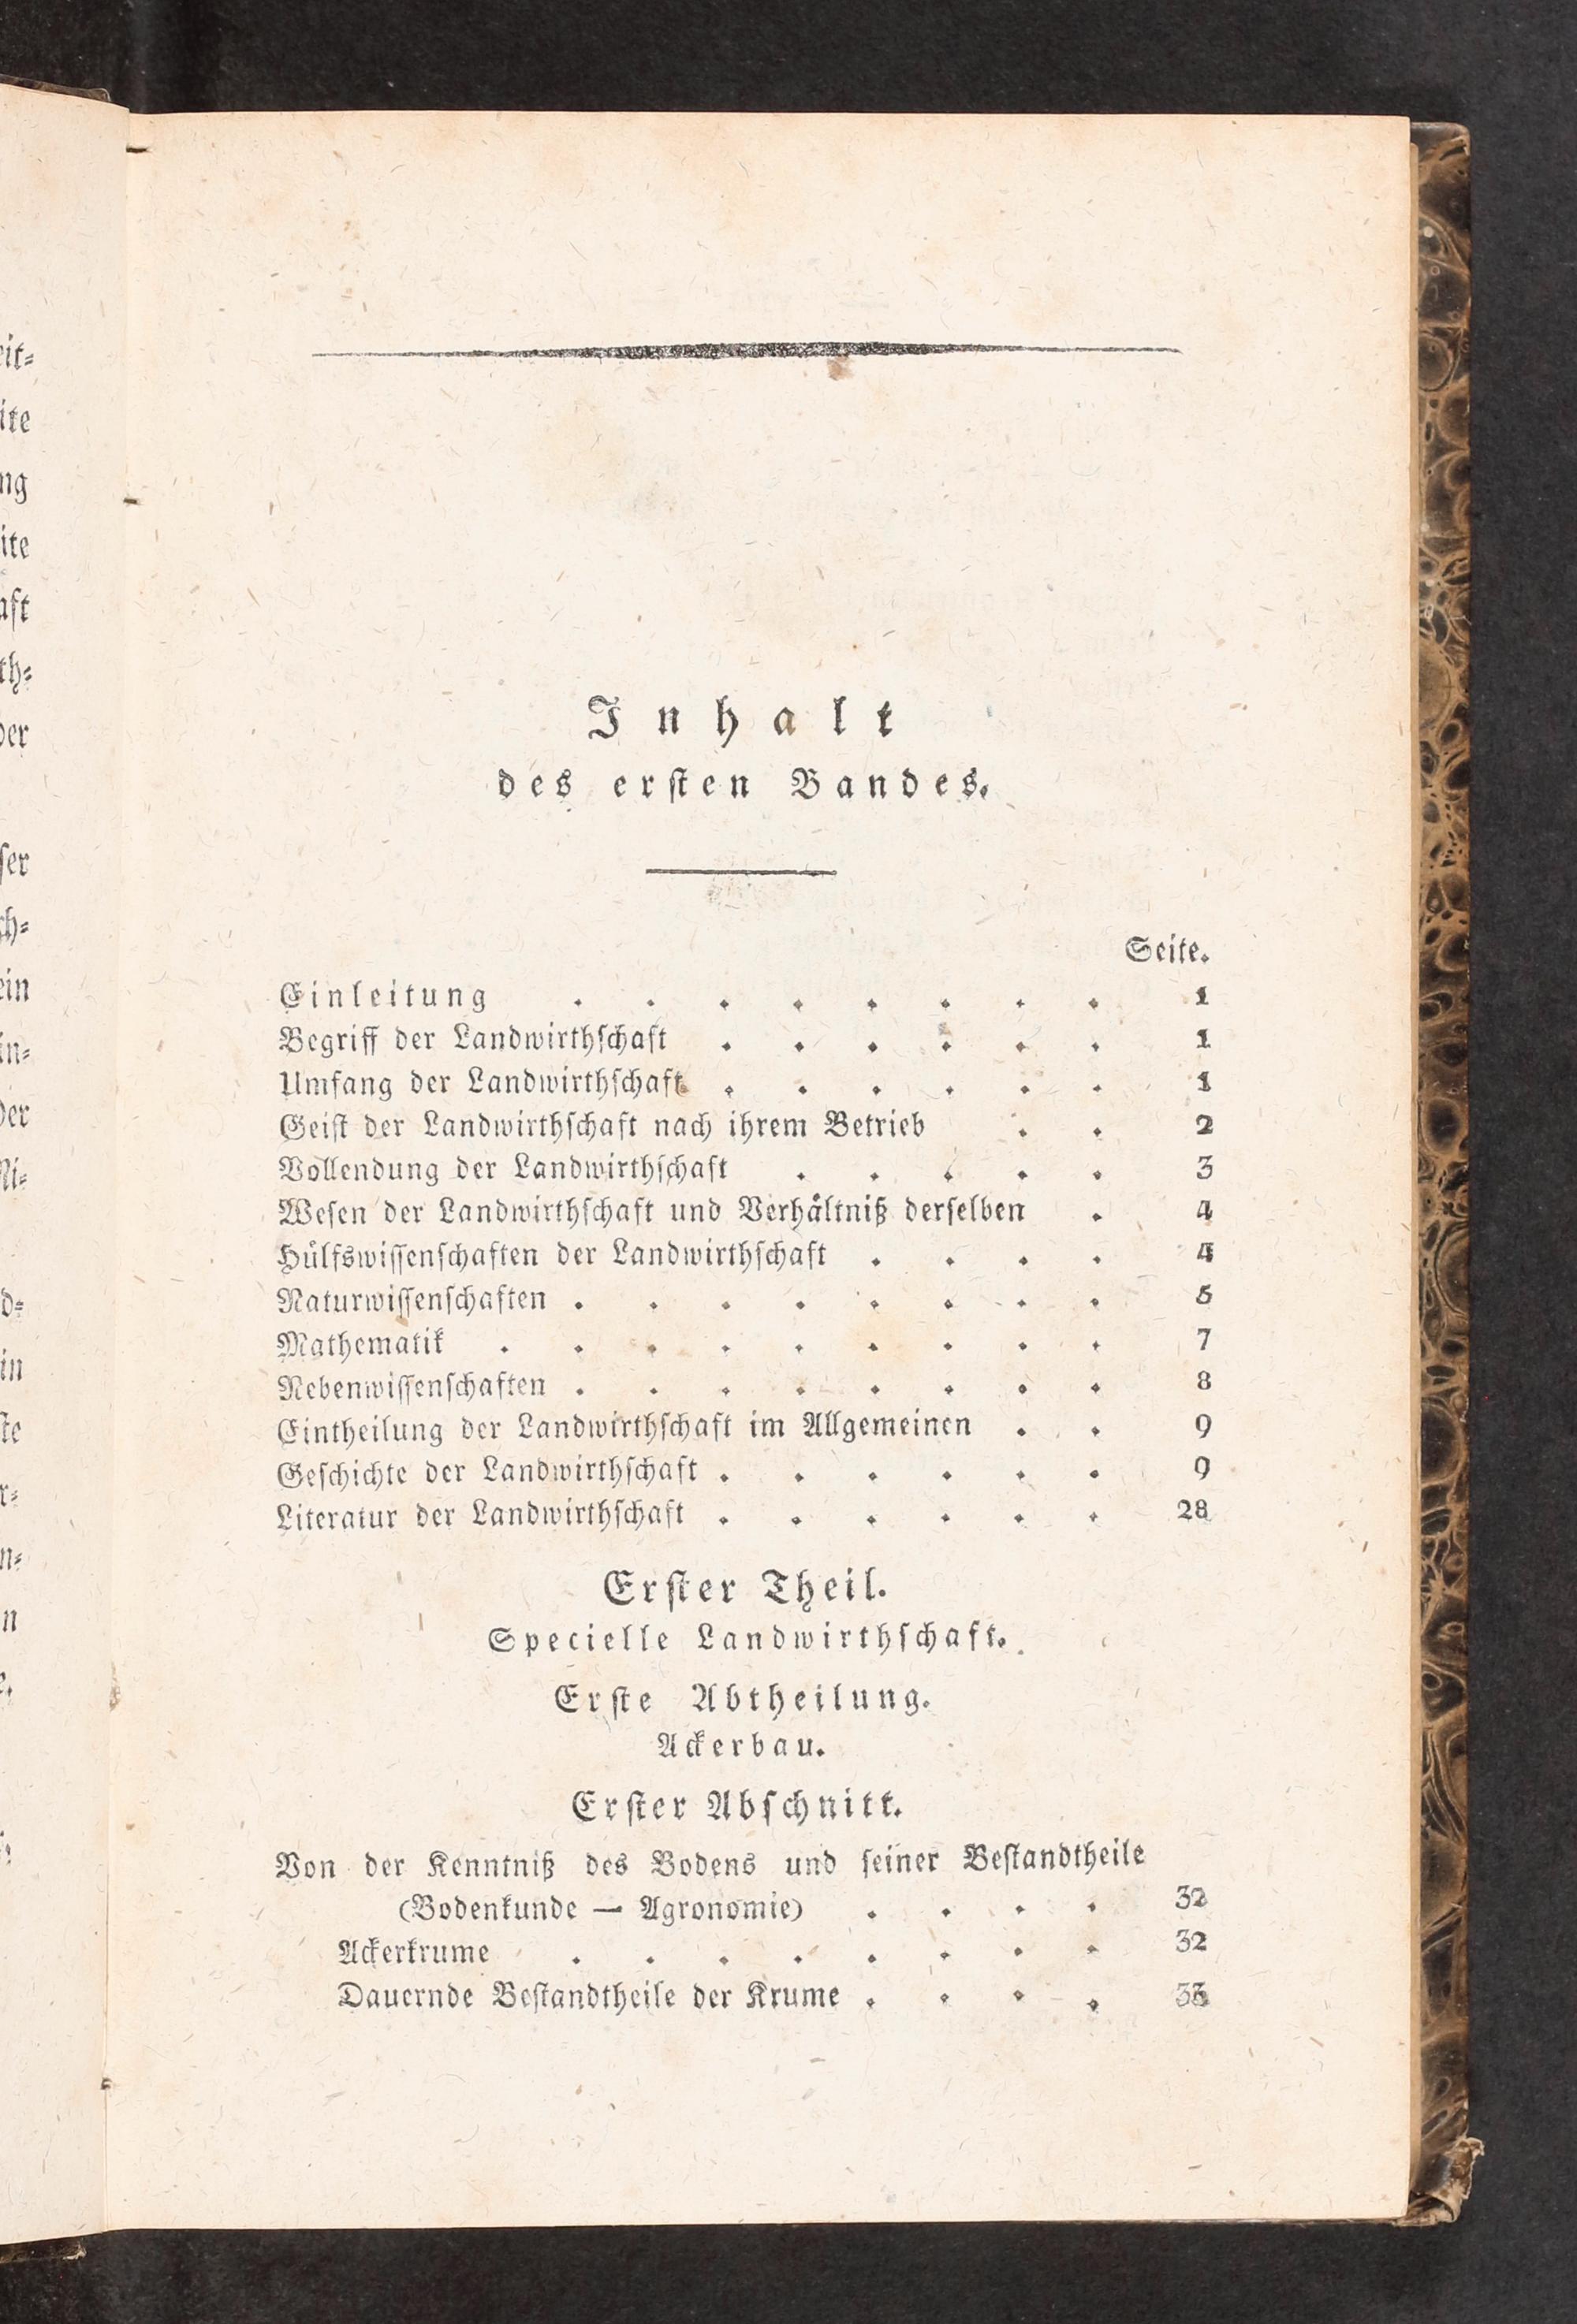 Inhalt
des erſten Bandes.
Seite.
Einleitung . . . . . . . . 1
Begriff der Landwirthſchaft . . . . . . 1
Umfang der Landwirthſchaft . . . . . . 1
Geiſt der Landwirthſchaft nach ihrem Betrieb . . 2
Vollendung der Landwirthſchaft . . . . . 3
Weſen der Landwirthſchaft und Verhältniß derſelben . 4
Hülfswiſſenſchaften der Landwirthſchaft . . . . 4
Naturwiſſenſchaften . . . . . . . . 5
Mathematik . . . . . . . . . 7
Nebenwiſſenſchaften . . . . . . . . 8
Eintheilung der Landwirthſchaft im Allgemeinen . . 9
Geſchichte der Landwirthſchaft . . . . . . 9
Literatur der Landwirthſchaft . . . . . . 28
Erſter Theil.
Specielle Landwirthſchaft.
Erſte Abtheilung.
Ackerbau.
Erſter Abſchnitt.
Von der Kenntniß des Bodens und ſeiner Beſtandtheile
(Bodenkunde — Agronomie) . . . . 32
Ackerkrume . . . . . . . . 32
Dauernde Beſtandtheile der Krume . . . . 33